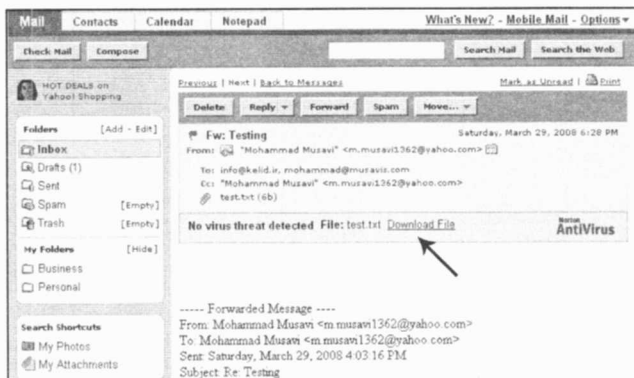 Mail Contacts Calendar Notepad What's New? - Mobile Mail - Options
Check Mail Compose Search Mail Search the Web
HOT DEALS on
Yahoo! Shopping
Previous | Next | Back to Messages Mark as Unread | Print
Delete Reply Forward Spam Move...
Folders [Add - Edit]
Inbox
Drafts (1)
Sent
Spam [Empty]
Trash [Empty]
My Folders [Hide]
Business
Personal
Search Shortcuts
My Photos
My Attachments
Fw: Testing Saturday, March 29, 2008 6:28 PM
From: "Mohammad Musavi" <m.musavi1362@yahoo.com>
To: info@kelid.ir, mohammad@musavis.com
Cc: "Mohammad Musavi" <m.musavi1362@yahoo.com>
test.txt (6b)
No virus threat detected File: test.txt Download File Norton AntiVirus
----- Forwarded Message ----
From: Mohammad Musavi <m.musavi1362@yahoo.com>
To: Mohammad Musavi <m.musavi1362@yahoo.com>
Sent: Saturday, March 29, 2008 4:03:16 PM
Subject: Re: Testing